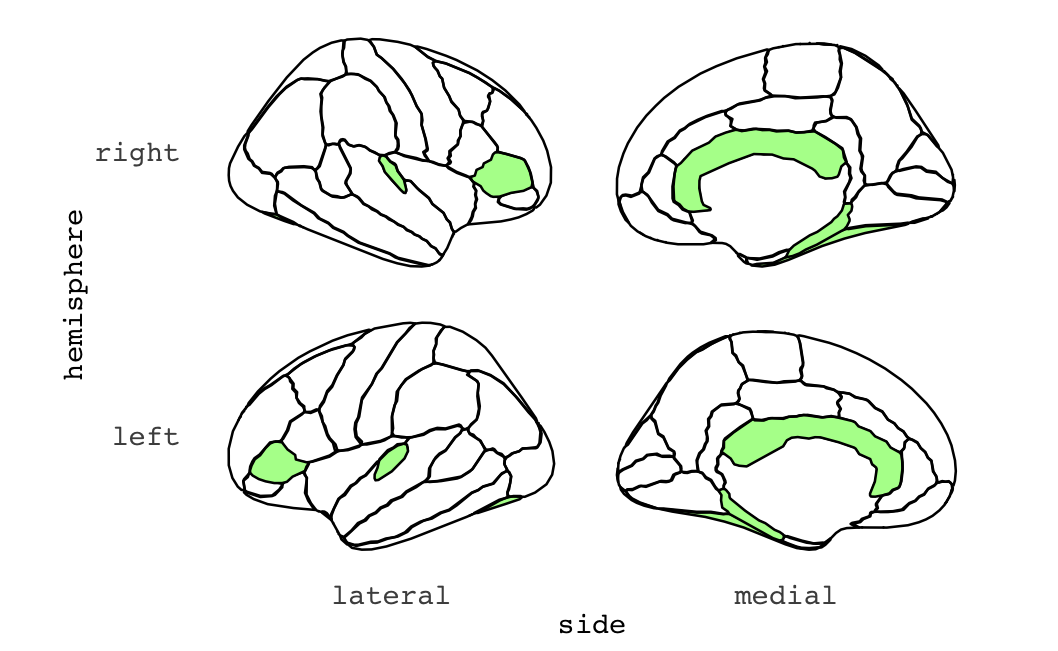 right
hemisphere
left
lateral
medial
side